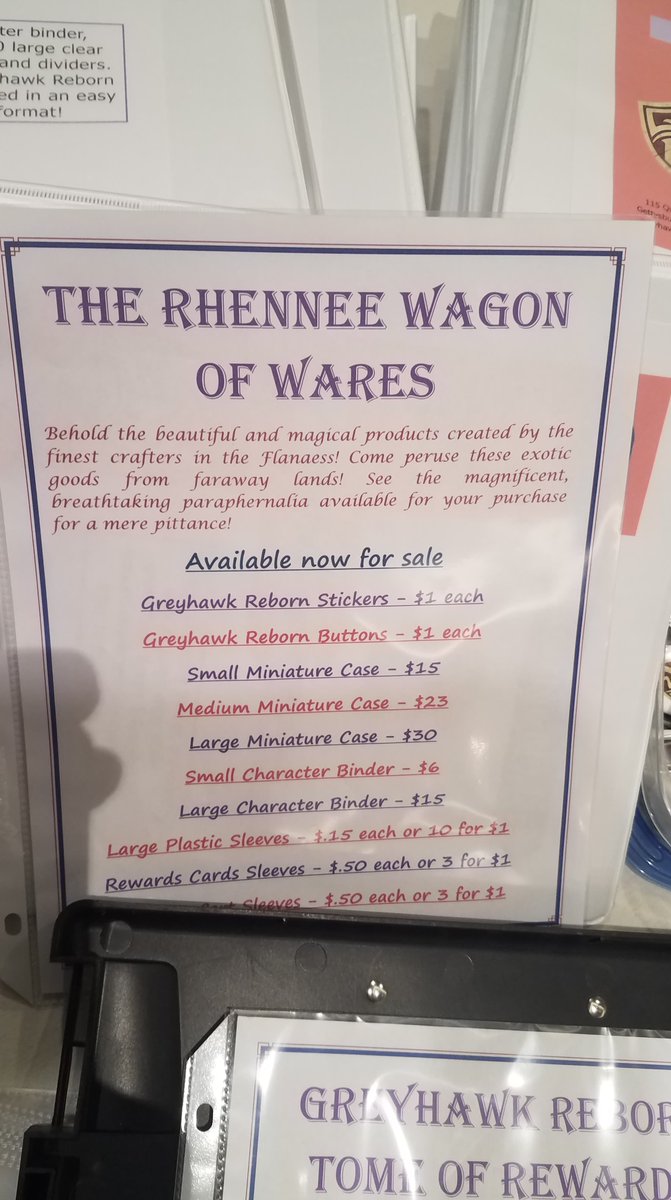 ter binder,
large clear
and dividers.
hawk Reborn
ed in an easy
format!
115
THE RHENNEE WAGON
OF WARES
Behold the beautiful and magical products created by the
finest crafters in the Flanaess! Come peruse these exotic
goods from faraway lands! See the magnificent,
breathtaking paraphernalia available for your purchase
for a mere pittance!
Available now for sale
Greyhawk Reborn Stickers - $1 each
Greyhawk Reborn Buttons - $1 each
Small Miniature Case - $15
Medium Miniature Case - $23
Large Miniature Case - $30
Small Character Binder - $6
Large Character Binder - $15
Large Plastic Sleeves - $.15 each or 10 for $1
Rewards Cards Sleeves - $.50 each or 3 for $1
Sleeves - $.50 each or 3 for $1
GREYHAWK REBOR
TOME OF REWARD